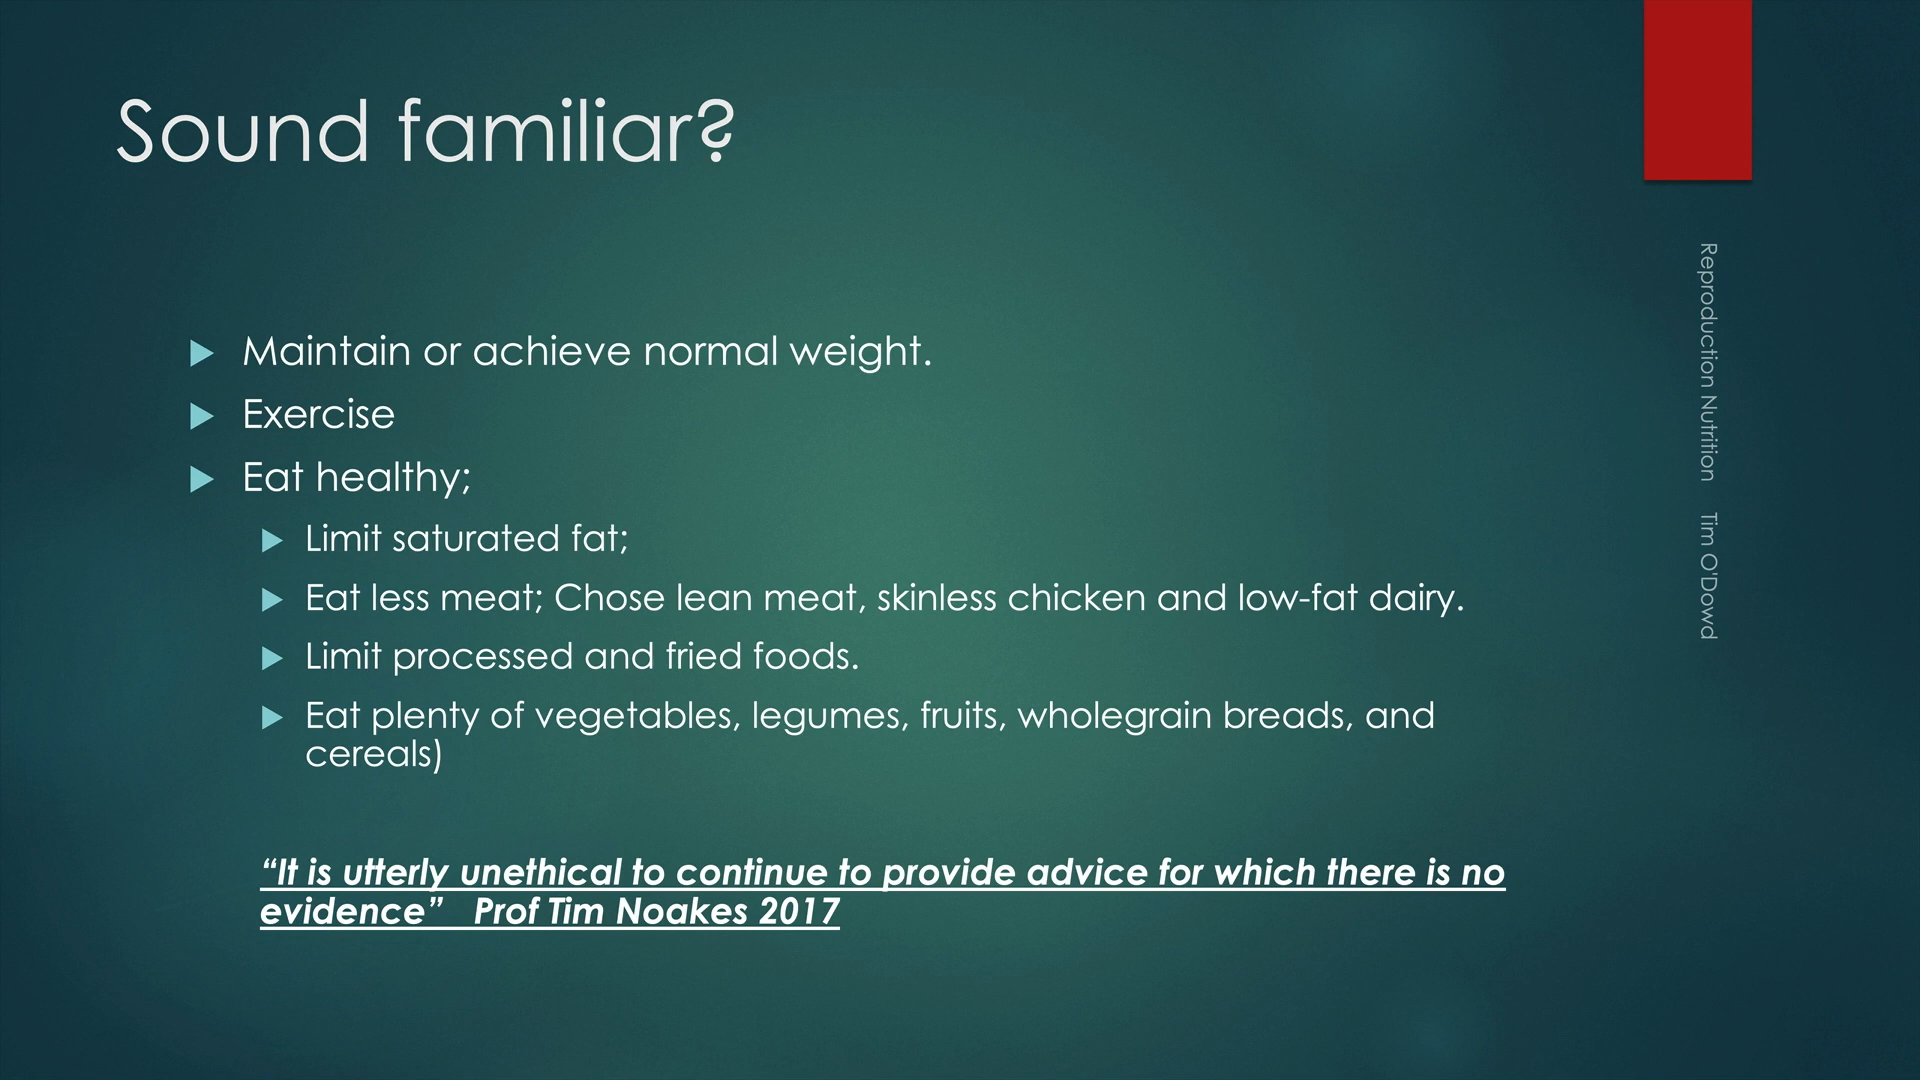 Sound familiar?
Maintain or achieve normal weight.
Exercise
Eat healthy;
Limit saturated fat;
Eat less meat; Chose lean meat, skinless chicken and low-fat dairy.
Limit processed and fried foods.
Eat plenty of vegetables, legumes, fruits, wholegrain breads, and
cereals)
“It is utterly unethical to continue to provide advice for which there is no
evidence”   Prof Tim Noakes 2017
Reproduction Nutrition    Tim O'Dowd